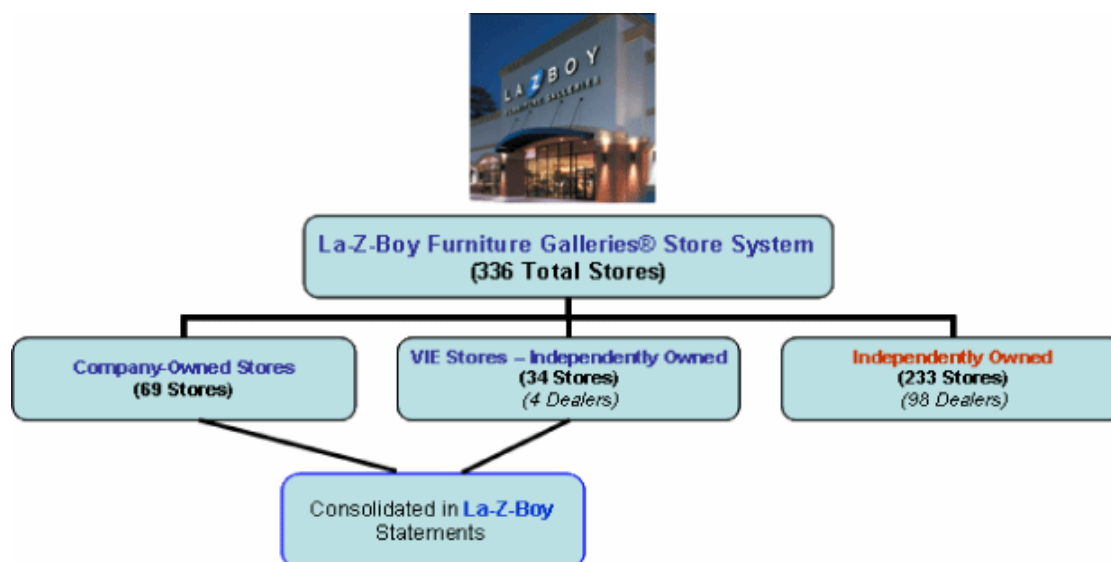 LA Z BOY
FURNITURE GALLERIES
La-Z-Boy Furniture Galleries® Store System
(336 Total Stores)
Company-Owned Stores
(69 Stores)
VIE Stores – Independently Owned
(34 Stores)
(4 Dealers)
Independently Owned
(233 Stores)
(98 Dealers)
Consolidated in La-Z-Boy
Statements